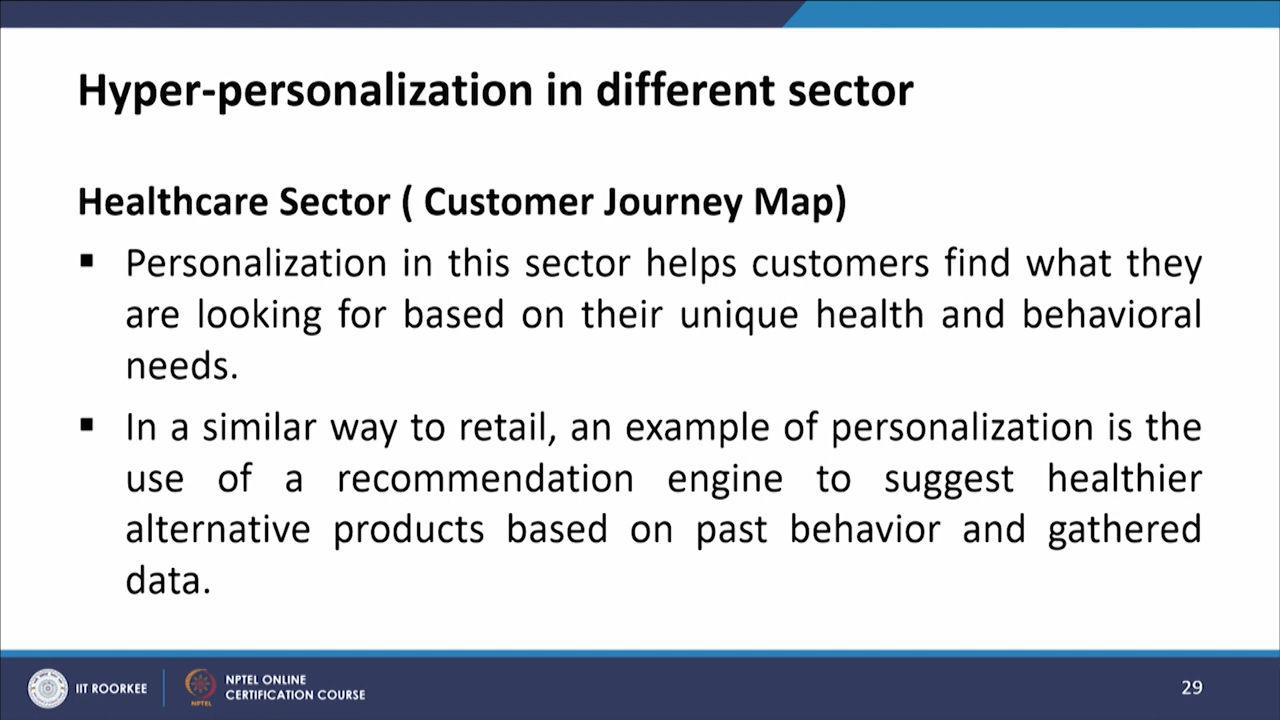 Hyper-personalization in different sector
Healthcare Sector ( Customer Journey Map)
▪ Personalization in this sector helps customers find what they
are looking for based on their unique health and behavioral
needs.
▪ In a similar way to retail, an example of personalization is the
use of a recommendation engine to suggest healthier
alternative products based on past behavior and gathered
data.
IIT ROORKEE
NPTEL
NPTEL ONLINE
CERTIFICATION COURSE
29